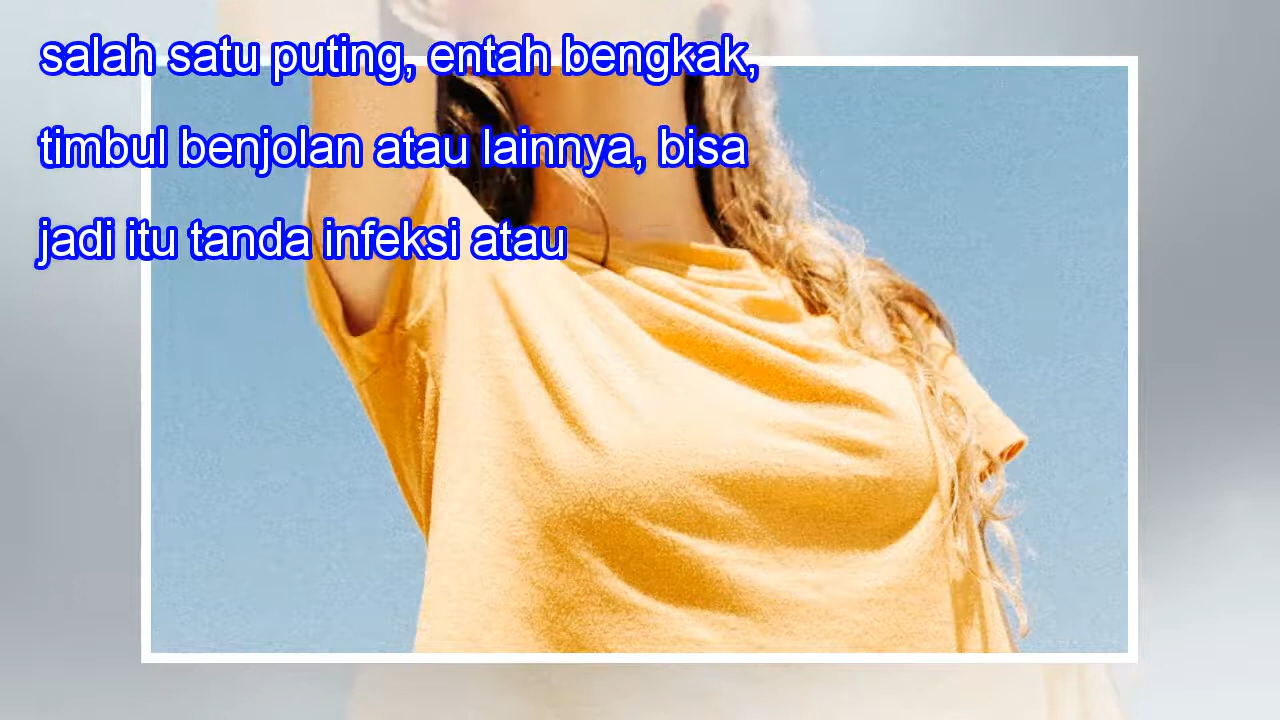 salah satu puting, entah bengkak,
timbul benjolan atau lainnya, bisa
jadi itu tanda infeksi atau